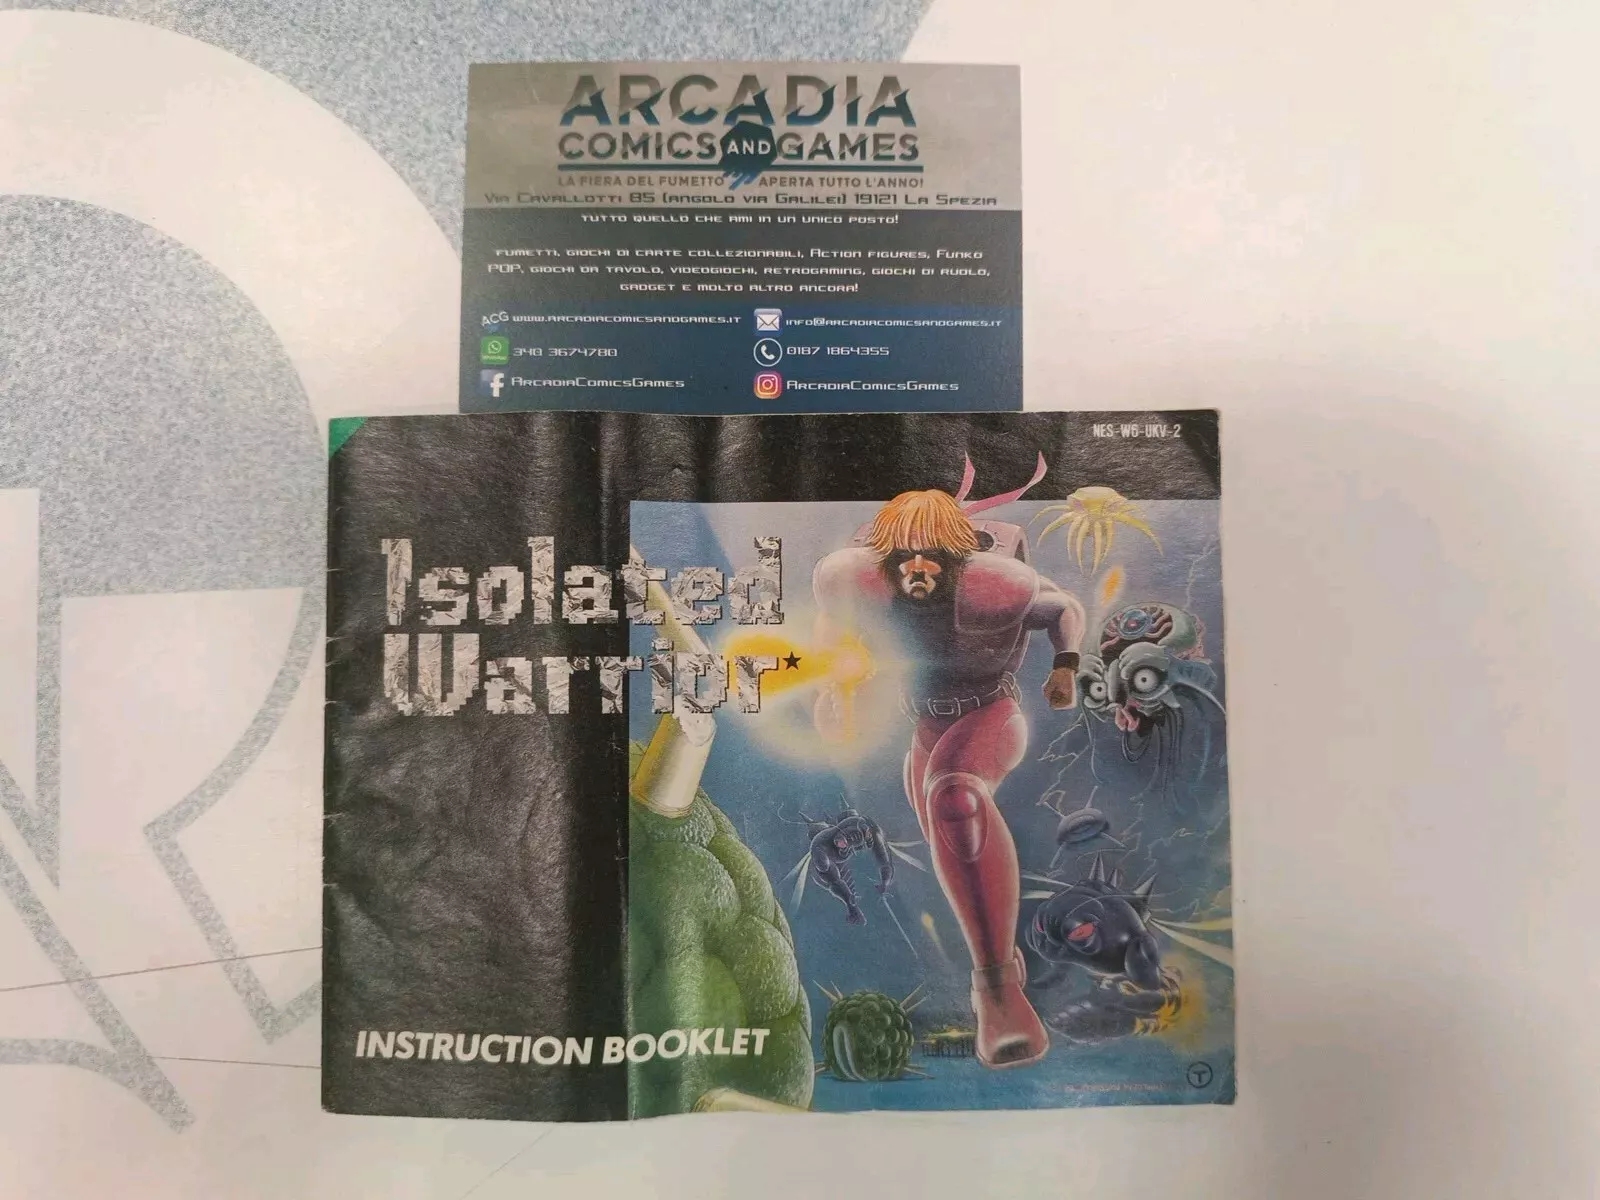 ARCADIA
COMICS AND GAMES
LA FIERA DEL FUMETTO APERTA TUTTO L'ANNO!
Via Cavallotti 85 (angolo via Galilei) 19121 La Spezia
tutto quello che ami in un unico posto!
fumetti, giochi di carte collezionabili, Action figures, Funko
POP, giochi da tavolo, videogiochi, retrogaming, giochi di ruolo,
gadget e molto altro ancora!
ACG www.arcadiacomicsandgames.it info@arcadiacomicsandgames.it
340 3674780 0187 1864355
ArcadiaComicsGames ArcadiaComicsGames
NES-W6-UKV-2
Isolated
Warrior★
INSTRUCTION BOOKLET
T